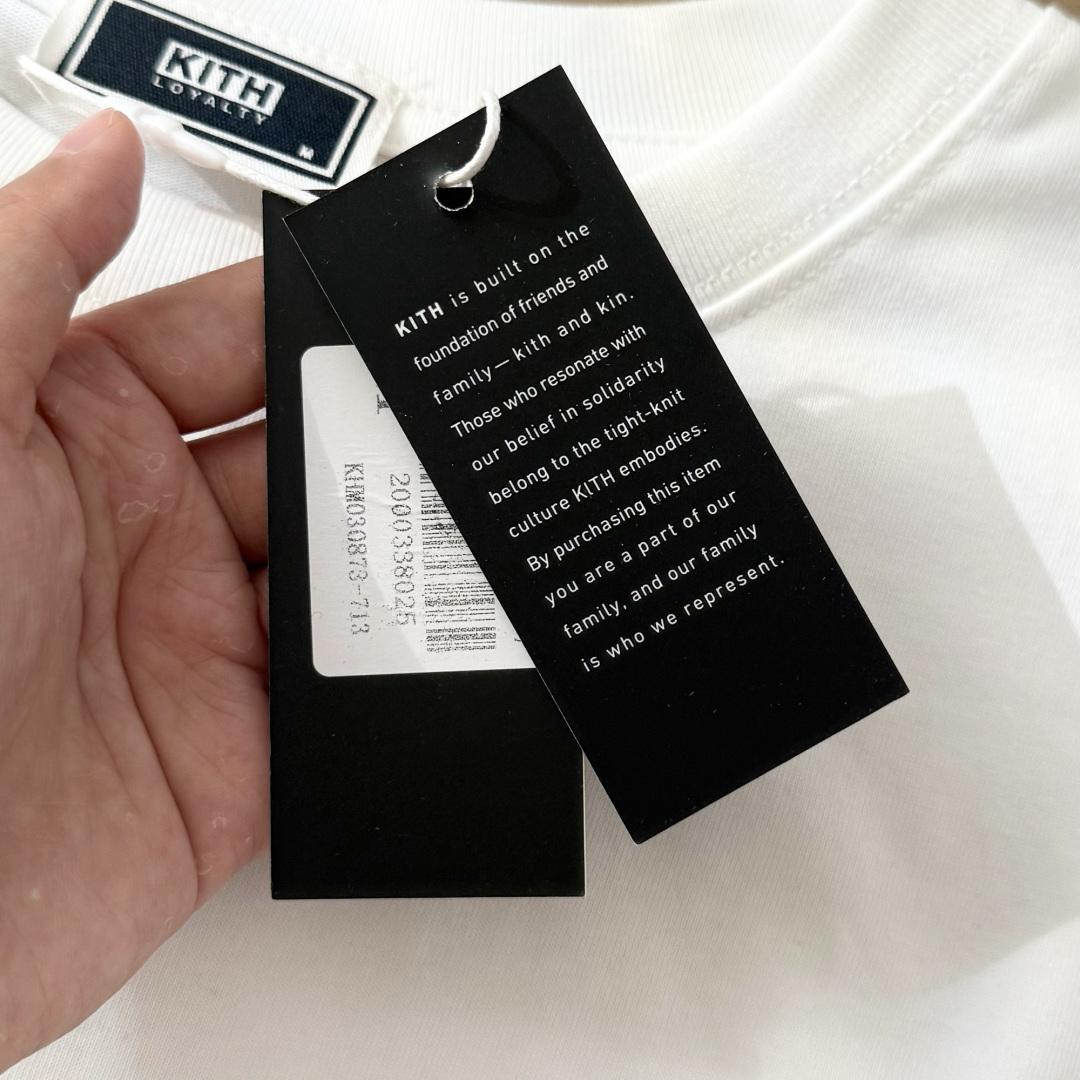 KITH
LOYALTY
M
KITH is built on the
foundation of friends and
family—kith and kin.
Those who resonate with
our belief in solidarity
belong to the tight-knit
culture KITH embodies.
By purchasing this item
you are a part of our
family, and our family
is who we represent.
200033802
KHM030873-713